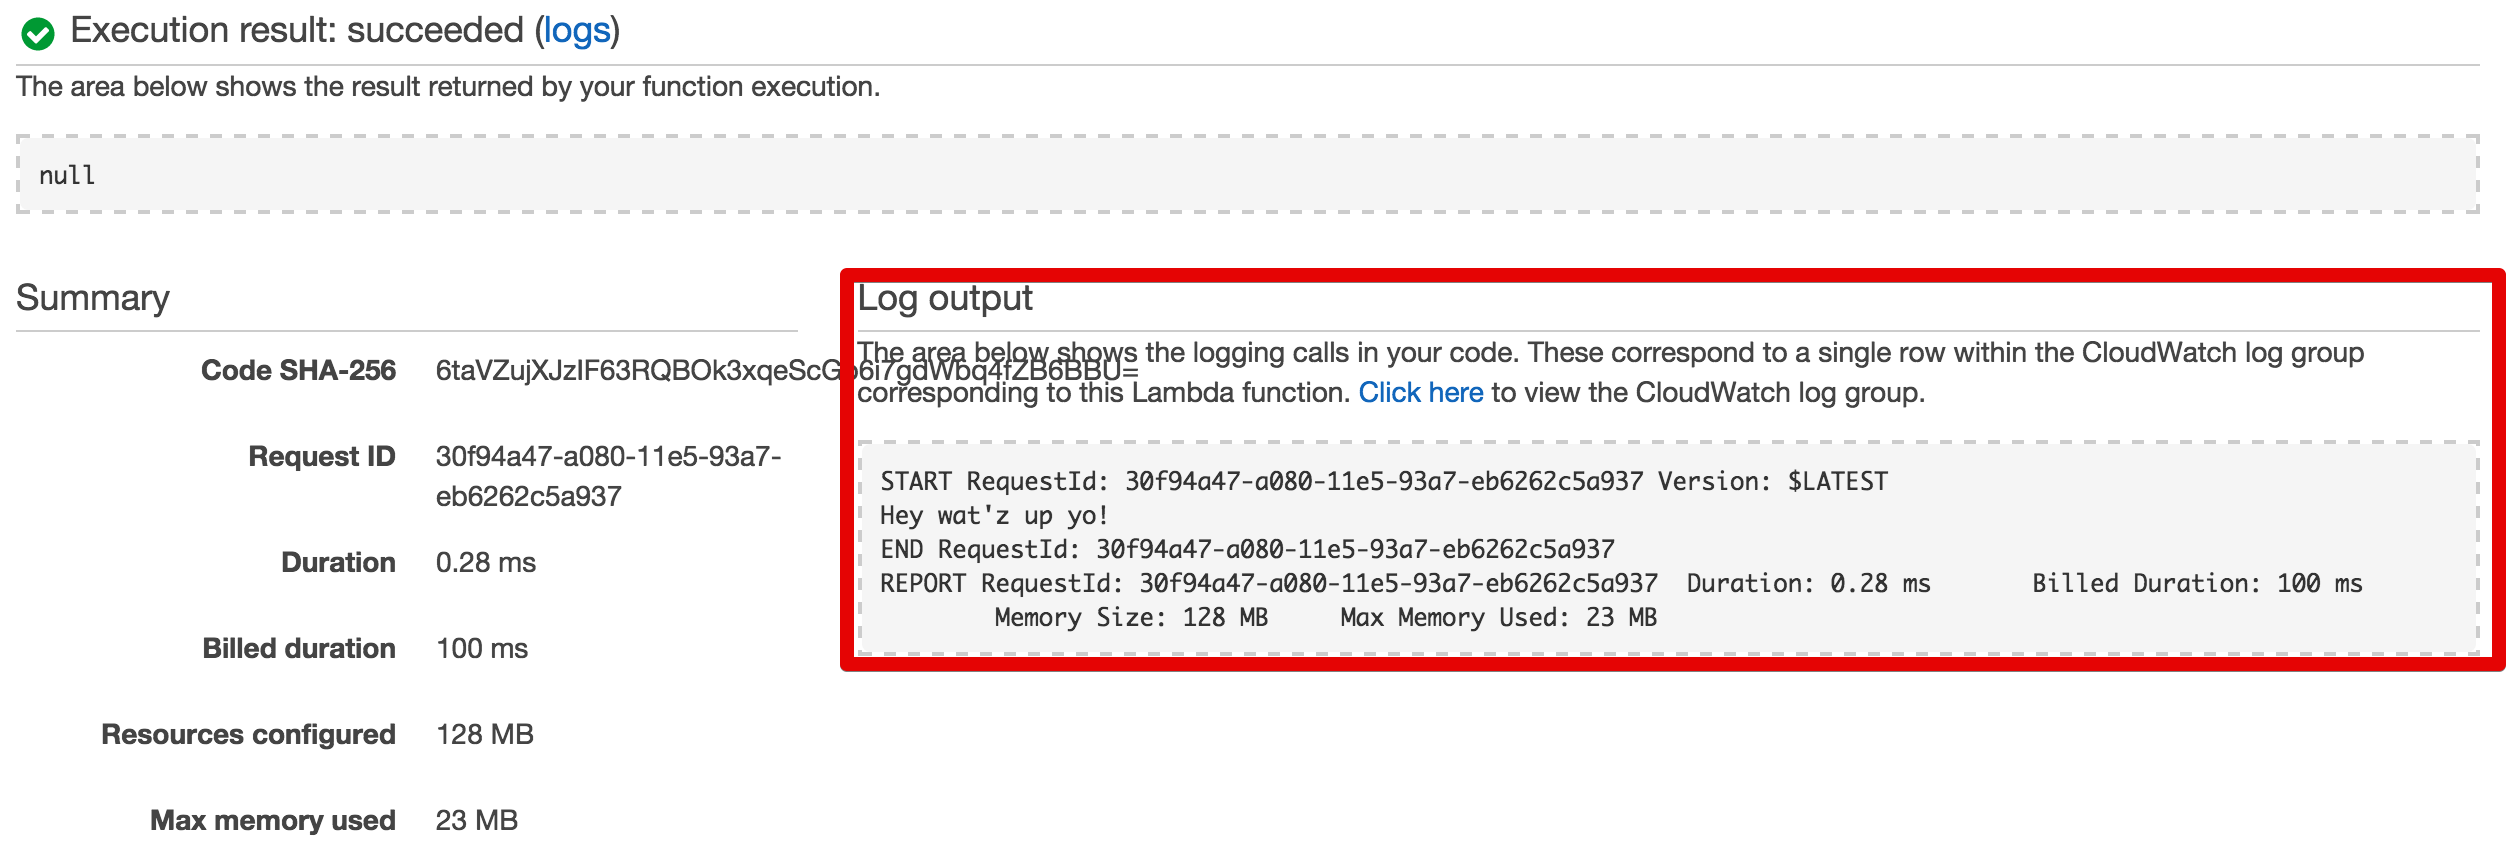 Execution result: succeeded (logs)
The area below shows the result returned by your function execution.
null
Summary
Code SHA-256 6taVZujXJzIF63RQBOk3xqeScGp6i7gdWbq4fZB6BBU=
Request ID 30f94a47-a080-11e5-93a7-
eb6262c5a937
Duration 0.28 ms
Billed duration 100 ms
Resources configured 128 MB
Max memory used 23 MB
Log output
The area below shows the logging calls in your code. These correspond to a single row within the CloudWatch log group
corresponding to this Lambda function. Click here to view the CloudWatch log group.
START RequestId: 30f94a47-a080-11e5-93a7-eb6262c5a937 Version: $LATEST
Hey wat'z up yo!
END RequestId: 30f94a47-a080-11e5-93a7-eb6262c5a937
REPORT RequestId: 30f94a47-a080-11e5-93a7-eb6262c5a937 Duration: 0.28 ms Billed Duration: 100 ms
Memory Size: 128 MB Max Memory Used: 23 MB